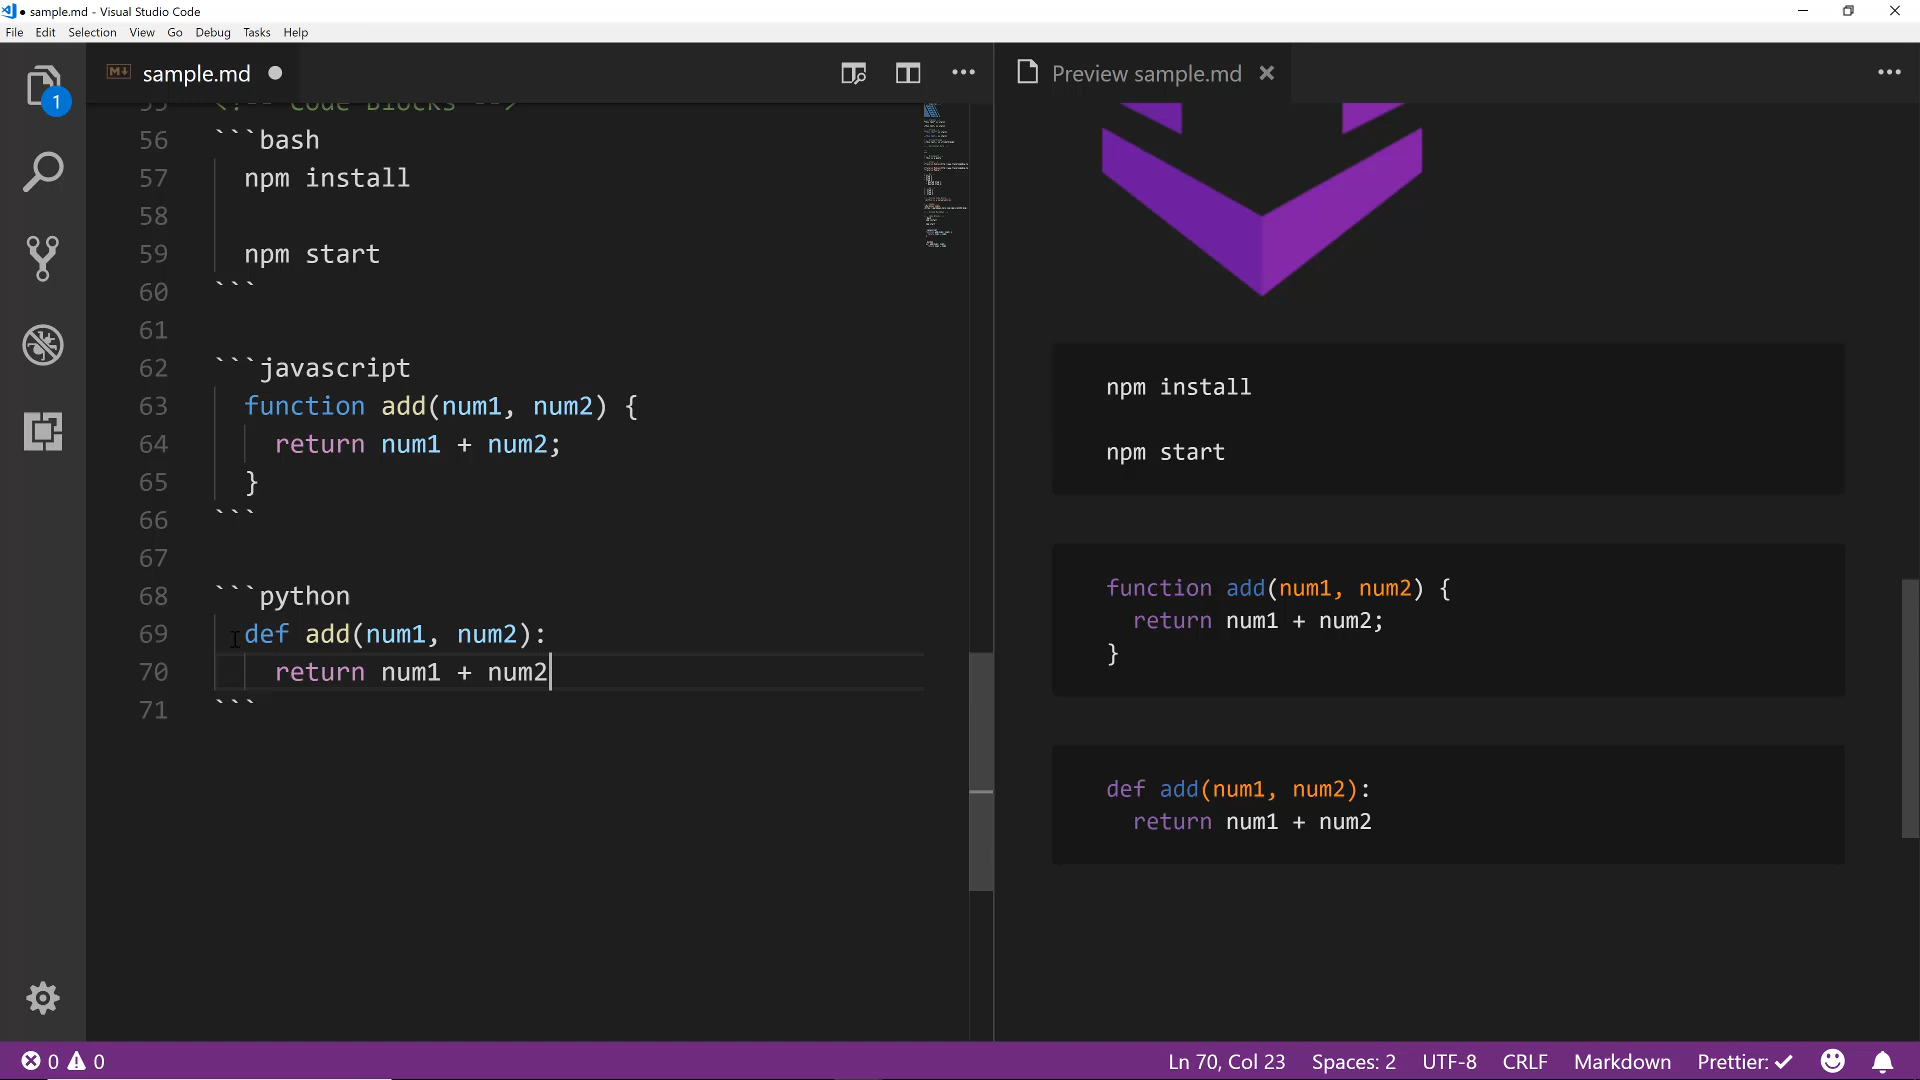 sample.md - Visual Studio Code
File Edit Selection View Go Debug Tasks Help
1
sample.md
55 <!-- Code Blocks -->
56 ```bash
57 npm install
58
59 npm start
60 ```
61
62 ```javascript
63 function add(num1, num2) {
64 return num1 + num2;
65 }
66 ```
67
68 ```python
69 def add(num1, num2):
70 return num1 + num2
71 ```
Preview sample.md
npm install
npm start
function add(num1, num2) {
return num1 + num2;
}
def add(num1, num2):
return num1 + num2
0 0 Ln 70, Col 23 Spaces: 2 UTF-8 CRLF Markdown Prettier: ✓